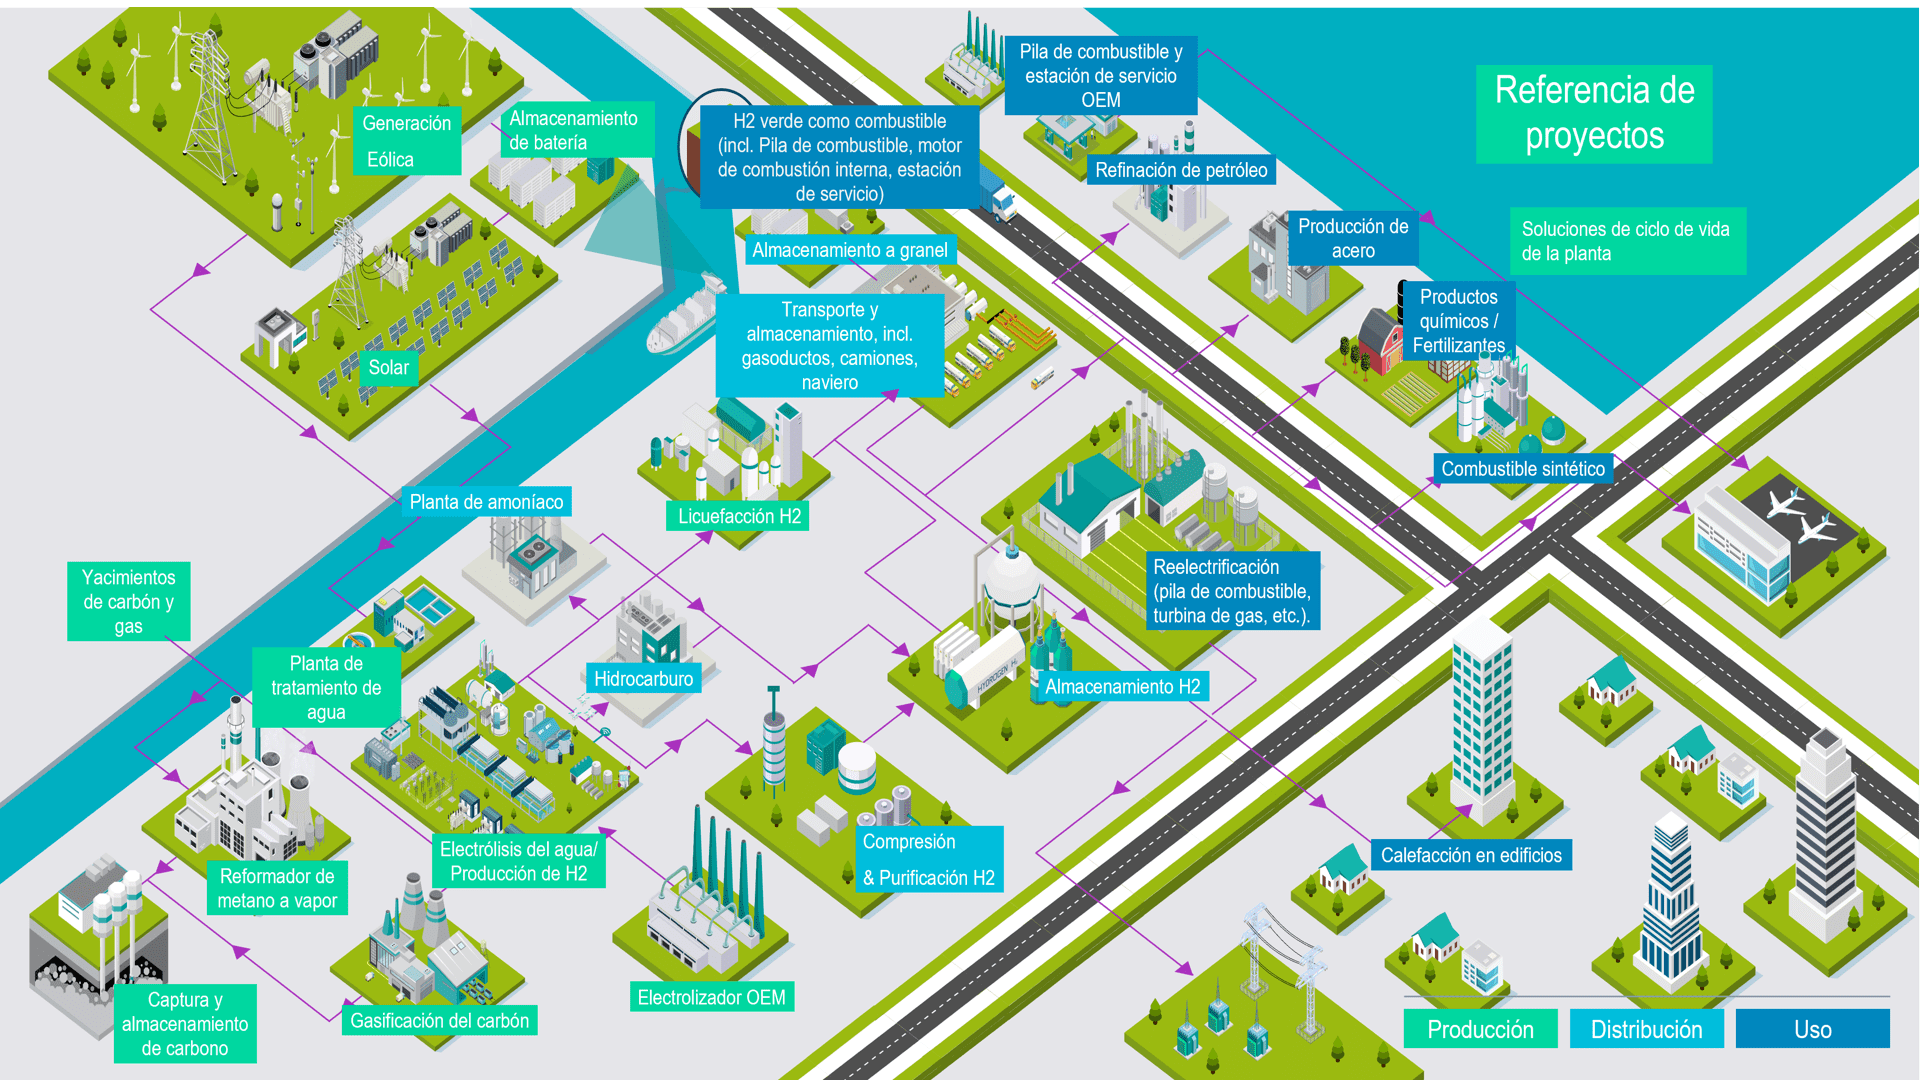 Referencia de
proyectos
Soluciones de ciclo de vida
de la planta
Generación
Eólica
Almacenamiento
de batería
Solar
H2 verde como combustible
(incl. Pila de combustible, motor
de combustión interna, estación
de servicio)
Pila de combustible y
estación de servicio
OEM
Refinación de petróleo
Producción de
acero
Productos
químicos /
Fertilizantes
Combustible sintético
Almacenamiento a granel
Transporte y
almacenamiento, incl.
gasoductos, camiones,
naviero
Licuefacción H2
Planta de amoníaco
Hidrocarburo
Reelectrificación
(pila de combustible,
turbina de gas, etc.).
HYDROGEN H₂
Almacenamiento H2
Yacimientos
de carbón y
gas
Planta de
tratamiento de
agua
Electrólisis del agua/
Producción de H2
Compresión
& Purificación H2
Calefacción en edificios
Reformador de
metano a vapor
Captura y
almacenamiento
de carbono
Gasificación del carbón
Electrolizador OEM
Producción
Distribución
Uso